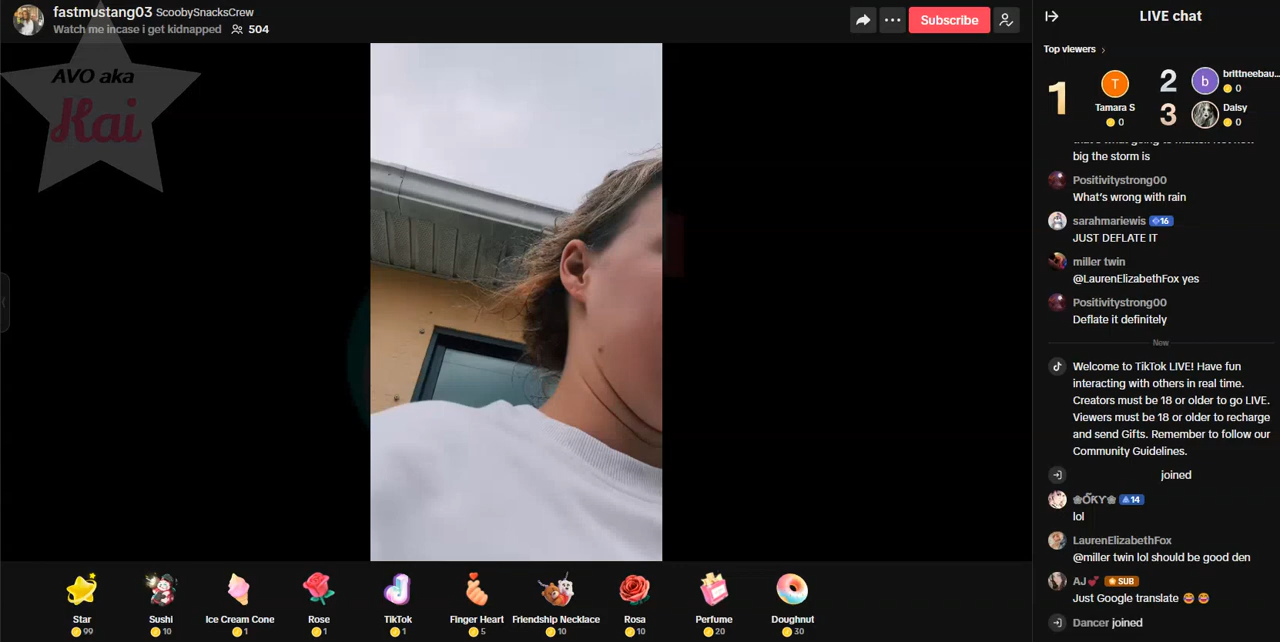 fastmustang03 ScoobySnacksCrew
Watch me incase i get kidnapped 504
Subscribe
AVO aka
Kai
LIVE chat
Top viewers
1
T
Tamara S
0
2
b
brittneebau...
0
3
Daisy
0
big the storm is
Positivitystrong00
What's wrong with rain
sarahmariewis 16
JUST DEFLATE IT
miller twin
@LaurenElizabethFox yes
Positivitystrong00
Deflate it definitely
New
Welcome to TikTok LIVE! Have fun
interacting with others in real time.
Creators must be 18 or older to go LIVE.
Viewers must be 18 or older to recharge
and send Gifts. Remember to follow our
Community Guidelines.
joined
14
lol
LaurenElizabethFox
@miller twin lol should be good den
AJ SUB
Just Google translate
Dancer joined
Star
99
Sushi
10
Ice Cream Cone
1
Rose
1
TikTok
1
Finger Heart
5
Friendship Necklace
10
Rosa
10
Perfume
20
Doughnut
30